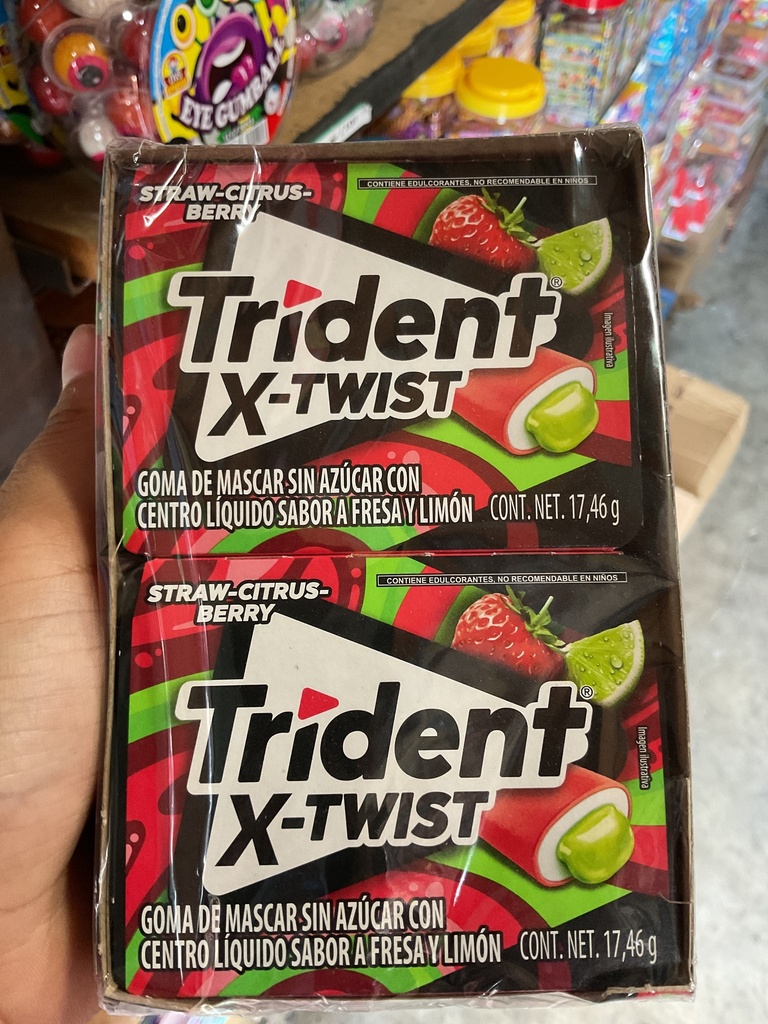 EYE GUMBALL
STRAW-CITRUS-
BERRY
CONTIENE EDULCORANTES, NO RECOMENDABLE EN NIÑOS
Trident®
X-TWIST
Imagen ilustrativa
GOMA DE MASCAR SIN AZÚCAR CON
CENTRO LÍQUIDO SABOR A FRESA Y LIMÓN CONT. NET. 17,46 g
STRAW-CITRUS-
BERRY
CONTIENE EDULCORANTES, NO RECOMENDABLE EN NIÑOS
Trident®
X-TWIST
Imagen ilustrativa
GOMA DE MASCAR SIN AZÚCAR CON
CENTRO LÍQUIDO SABOR A FRESA Y LIMÓN CONT. NET. 17,46 g